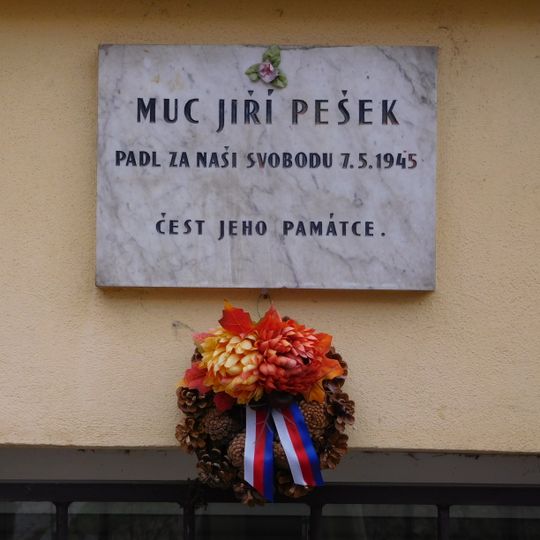 MUC JIŘÍ PEŠEK
PADL ZA NAŠI SVOBODU 7.5.1945
ČEST JEHO PAMÁTCE.